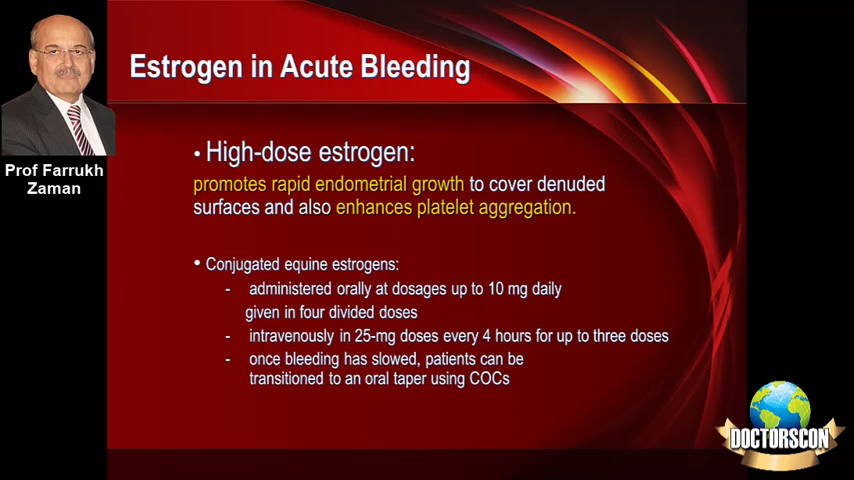 Estrogen in Acute Bleeding
Prof Farrukh
Zaman
• High-dose estrogen:
promotes rapid endometrial growth to cover denuded
surfaces and also enhances platelet aggregation.
• Conjugated equine estrogens:
- administered orally at dosages up to 10 mg daily
given in four divided doses
- intravenously in 25-mg doses every 4 hours for up to three doses
- once bleeding has slowed, patients can be
transitioned to an oral taper using COCs
DOCTORSCON